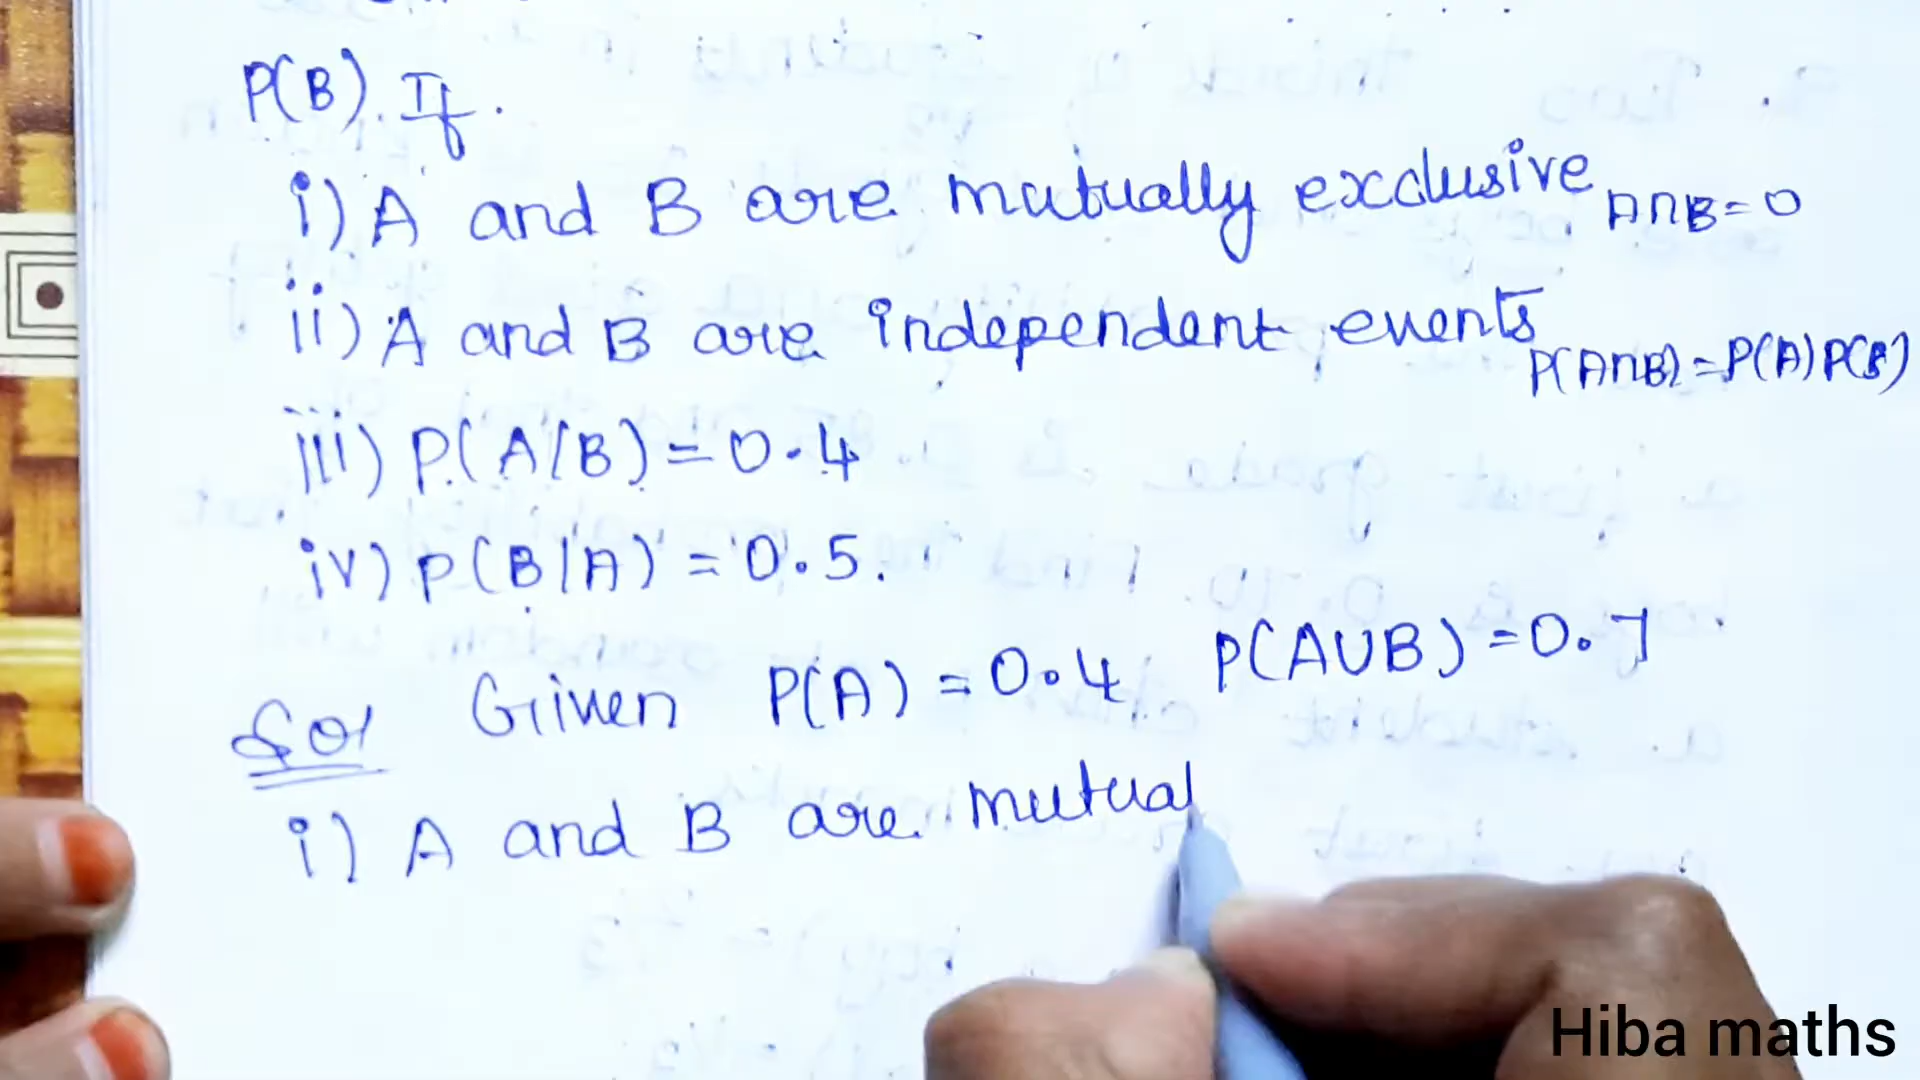 P(B). If.
i) A and B are mutually exclusive A∩B=0
ii) A and B are independent events P(A∩B)=P(A)P(B)
iii) P(A/B)=0.4
iv) P(B/A)=0.5.
Sol Given P(A)=0.4 P(AUB)=0.7
i) A and B are mutual
Hiba maths